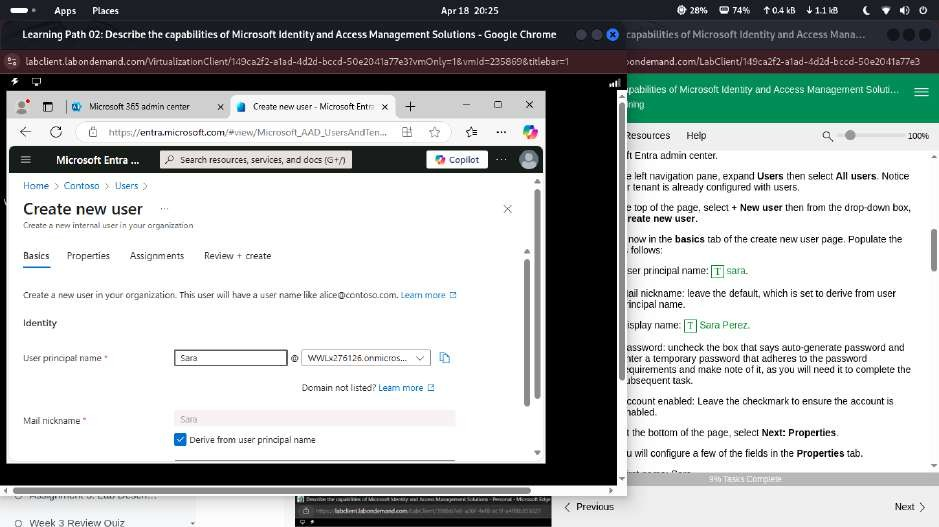 Apps Places Apr 18 20:25 28% 74% 0.4 kB 1.1 kB
Learning Path 02: Describe the capabilities of Microsoft Identity and Access Management Solutions - Google Chrome
capabilities of Microsoft Identity and Access Mana...
labclient.labondemand.com/VirtualizationClient/149ca2f2-a1ad-4d2d-bccd-50e2041a77e3?vmOnly=1&vmId=235869&titlebar=1
ondemand.com/LabClient/149ca2f2-a1ad-4d2d-bccd-50e2041a77e3
Microsoft 365 admin center
Create new user - Microsoft Entr
https://entra.microsoft.com/#view/Microsoft_AAD_UsersAndTen...
Microsoft Entra ...
Search resources, services, and docs (G+/)
Copilot
Home > Contoso > Users >
Create new user ...
Create a new internal user in your organization
Basics Properties Assignments Review + create
Create a new user in your organization. This user will have a user name like alice@contoso.com. Learn more
Identity
User principal name *
Sara
@
WWLx276126.onmicros...
Domain not listed? Learn more
Mail nickname *
Sara
Derive from user principal name
apabilities of Microsoft Identity and Access Management Soluti...
ning
Resources Help 100%
ft Entra admin center.
e left navigation pane, expand Users then select All users. Notice
r tenant is already configured with users.
e top of the page, select + New user then from the drop-down box,
reate new user.
now in the basics tab of the create new user page. Populate the
s follows:
ser principal name: T sara.
ail nickname: leave the default, which is set to derive from user
rincipal name.
isplay name: T Sara Perez.
assword: uncheck the box that says auto-generate password and
nter a temporary password that adheres to the password
equirements and make note of it, as you will need it to complete the
ubsequent task.
ccount enabled: Leave the checkmark to ensure the account is
nabled.
t the bottom of the page, select Next: Properties.
u will configure a few of the fields in the Properties tab.
9% Tasks Complete
Previous Next
Week 3 Review Quiz
Describe the capabilities of Microsoft Identity and Access Management Solutions - Personal - Microsoft Edge